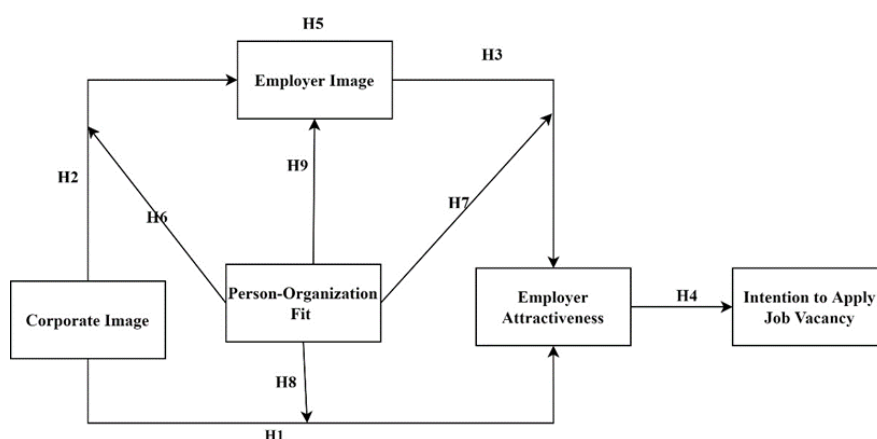 H5
Employer Image
H3
H2
H9
H6
H7
Person-Organization
Fit
Corporate Image
Employer
Attractiveness
H4
Intention to Apply
Job Vacancy
H8
H1